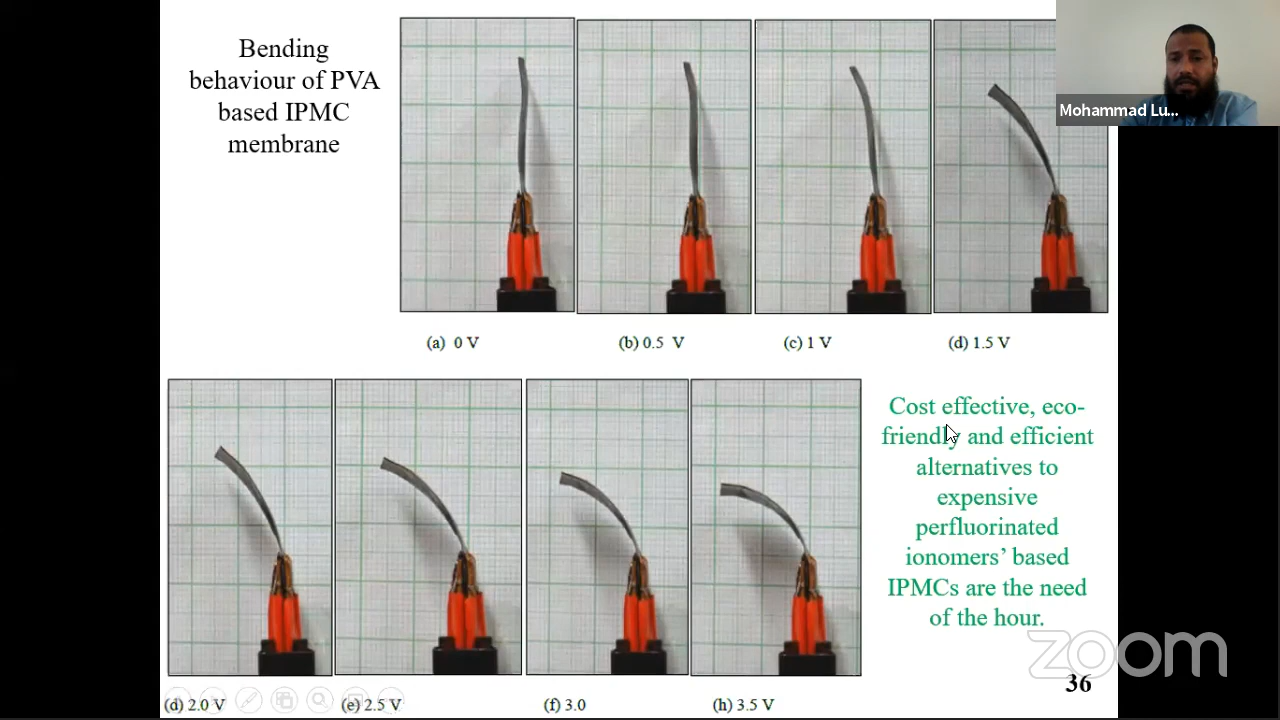 Bending
behaviour of PVA
based IPMC
membrane
Mohammad Lu...
(a) 0 V
(b) 0.5 V
(c) 1 V
(d) 1.5 V
Cost effective, eco-
friendly and efficient
alternatives to
expensive
perfluorinated
ionomers’ based
IPMCs are the need
of the hour.
(d) 2.0 V
(e) 2.5 V
(f) 3.0
(h) 3.5 V
zoom
36